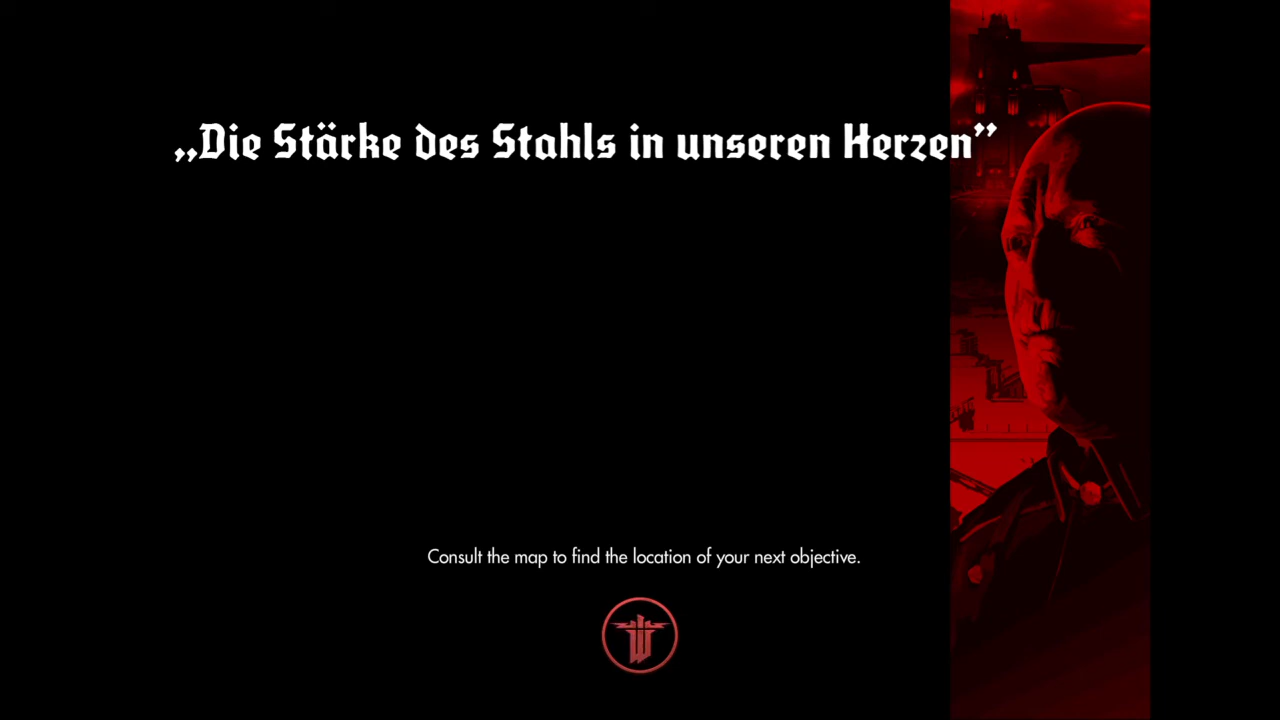 „Die Stärke des Stahls in unseren Herzen”
Consult the map to find the location of your next objective.